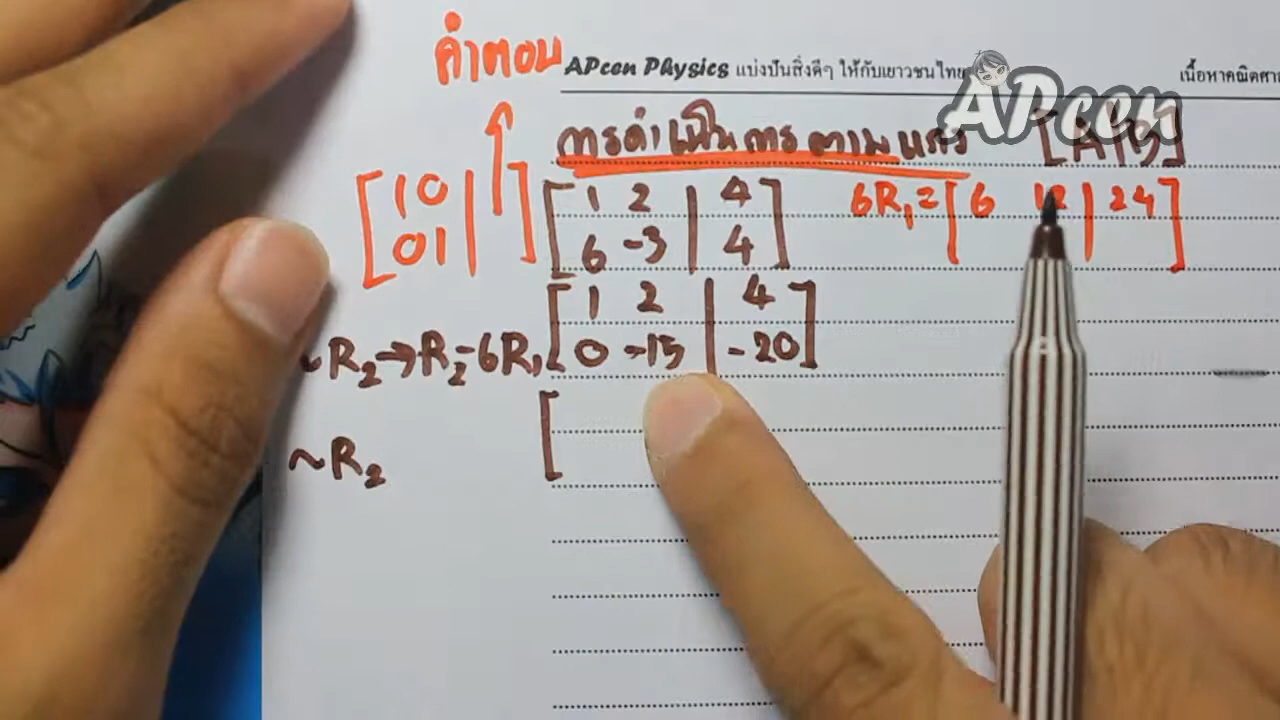 คำตอบ
APcen Physics แบ่งปันสิ่งดีๆ ให้กับเยาวชนไทย
APcen
การดำเนินการตามแถว [A|B]
[1 2 | 4]
[6 -3 | 4]
6R₁=[6 12 | 24]
[1 0 | ]
[0 1 | ]
[1 2 | 4]
~R₂→R₂-6R₁ [0 -15 | -20]
~R₂ [